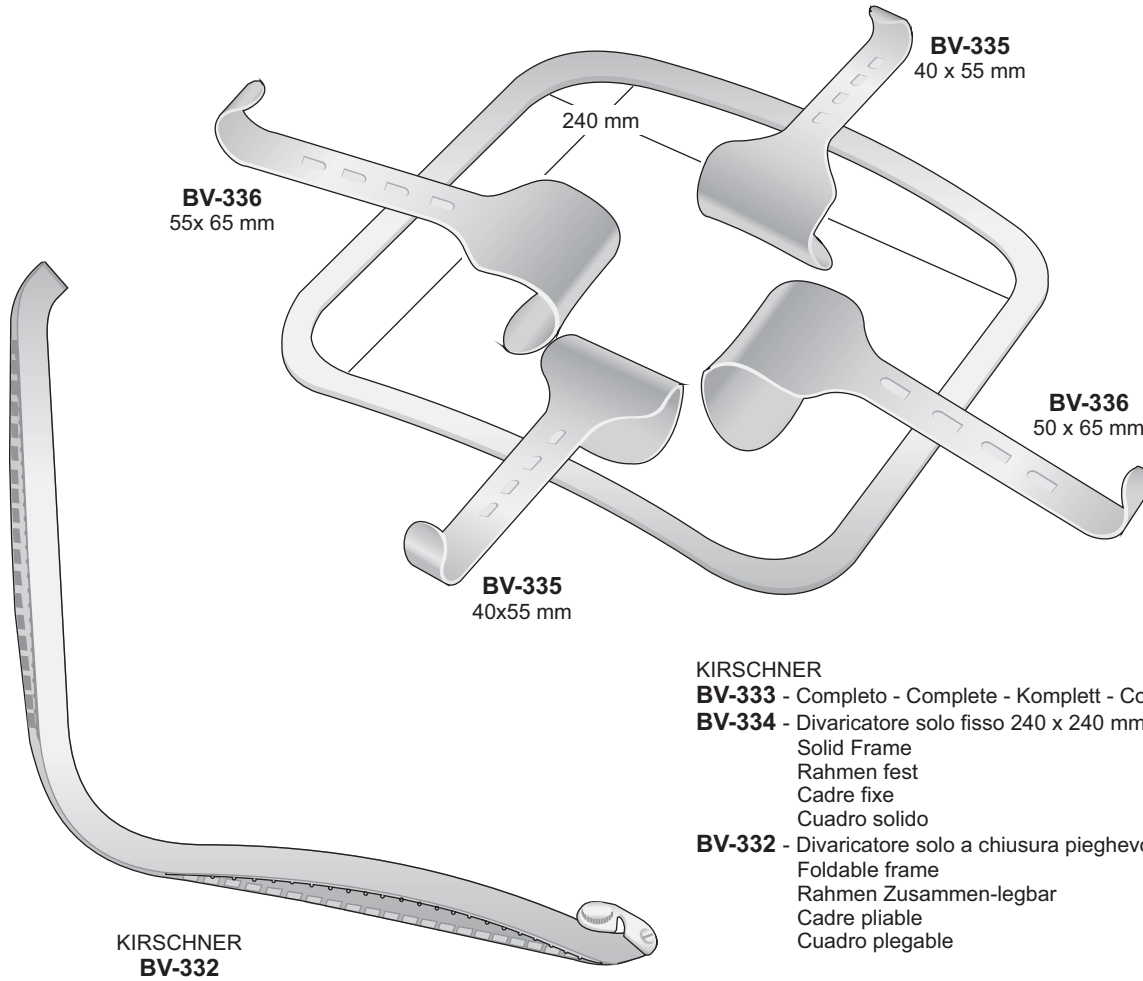 BV-335
40 x 55 mm
240 mm
BV-336
55x 65 mm
BV-336
50 x 65 mm
BV-335
40x55 mm
KIRSCHNER
BV-333 - Completo - Complete - Komplett - Co
BV-334 - Divaricatore solo fisso 240 x 240 mm
Solid Frame
Rahmen fest
Cadre fixe
Cuadro solido
BV-332 - Divaricatore solo a chiusura pieghevo
Foldable frame
Rahmen Zusammen-legbar
Cadre pliable
Cuadro plegable
KIRSCHNER
BV-332